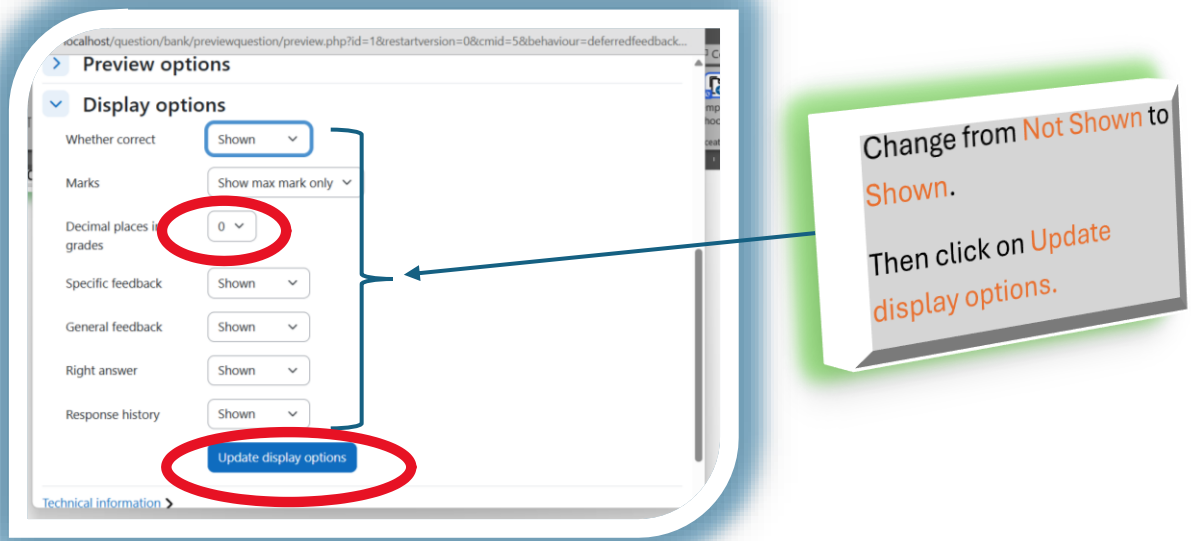 localhost/question/bank/previewquestion/preview.php?id=1&restartversion=0&cmid=5&behaviour=deferredfeedback...
Preview options
Display options
Whether correct Shown
Marks Show max mark only
Decimal places 0
grades
Specific feedback Shown
General feedback Shown
Right answer Shown
Response history Shown
Update display options
Technical information
Change from Not Shown to
Shown.
Then click on Update
display options.